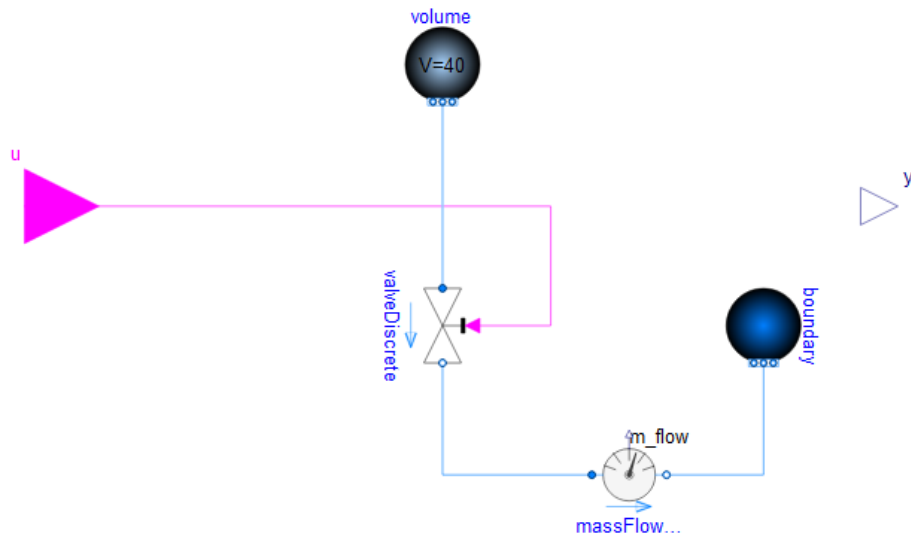 volume
V=40
u
y
valveDiscrete
boundary
m_flow
massFlow...